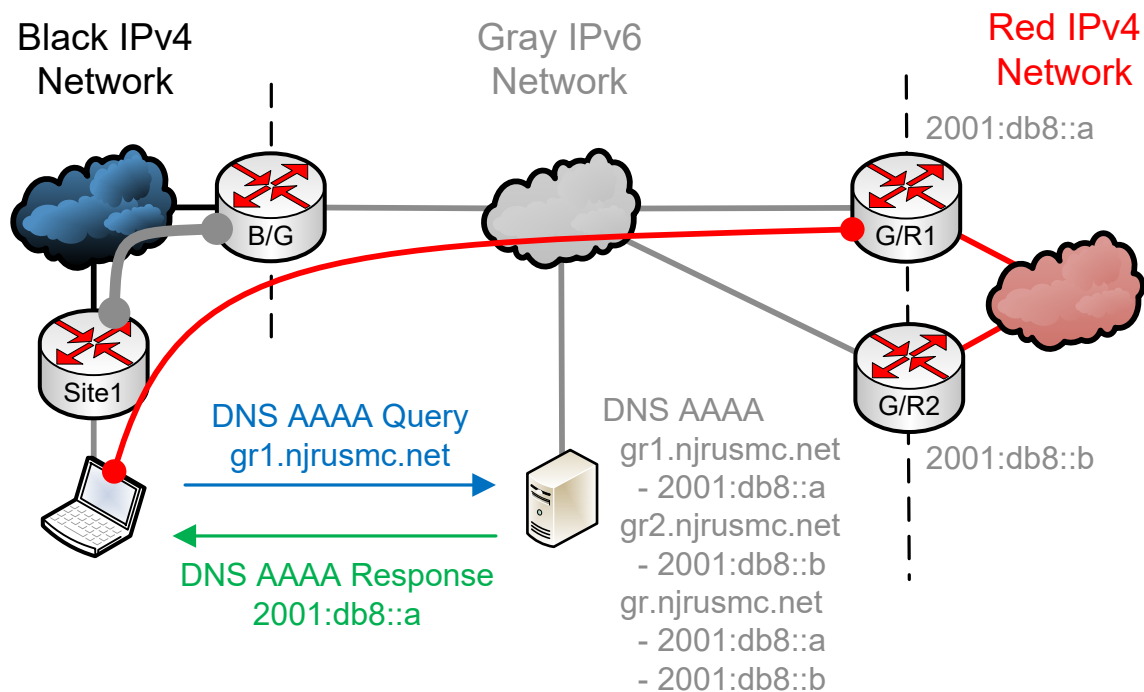 Black IPv4
Network
Gray IPv6
Network
Red IPv4
Network
2001:db8::a
B/G
G/R1
Site1
G/R2
2001:db8::b
DNS AAAA Query
gr1.njrusmc.net
DNS AAAA Response
2001:db8::a
DNS AAAA
gr1.njrusmc.net
- 2001:db8::a
gr2.njrusmc.net
- 2001:db8::b
gr.njrusmc.net
- 2001:db8::a
- 2001:db8::b